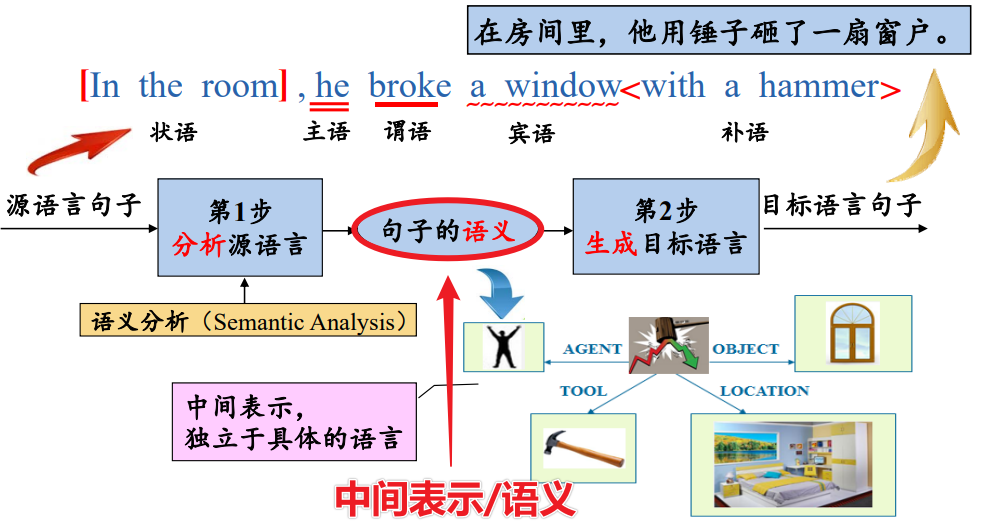 在房间里，他用锤子砸了一扇窗户。
[In the room] , he broke a window<with a hammer>
状语 主语 谓语 宾语 补语
源语言句子
第1步
分析源语言
句子的语义
第2步
生成目标语言
目标语言句子
语义分析（Semantic Analysis）
AGENT
OBJECT
TOOL
LOCATION
中间表示，
独立于具体的语言
中间表示/语义